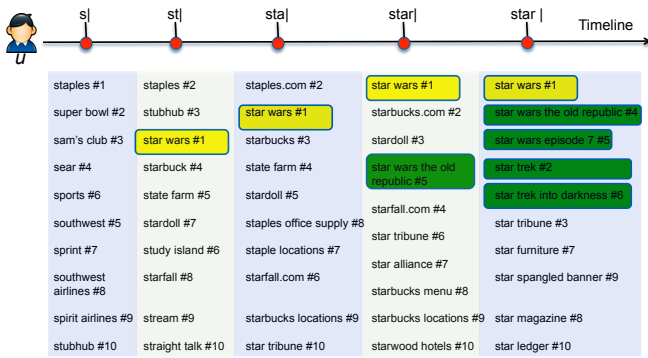 s| st| sta| star| star |
Timeline
u
staples #1
super bowl #2
sam's club #3
sear #4
sports #6
southwest #5
sprint #7
southwest
airlines #8
spirit airlines #9
stubhub #10
staples #2
stubhub #3
star wars #1
starbuck #4
state farm #5
stardoll #7
study island #6
starfall #8
stream #9
straight talk #10
staples.com #2
star wars #1
starbucks #3
state farm #4
stardoll #5
staples office supply #8
staple locations #7
starfall.com #6
starbucks locations #9
star tribune #10
star wars #1
starbucks.com #2
stardoll #3
star wars the old
republic #5
starfall.com #4
star tribune #6
star alliance #7
starbucks menu #8
starbucks locations #9
starwood hotels #10
star wars #1
star wars the old republic #4
star wars episode 7 #5
star trek #2
star trek into darkness #6
star tribune #3
star furniture #7
star spangled banner #9
star magazine #8
star ledger #10